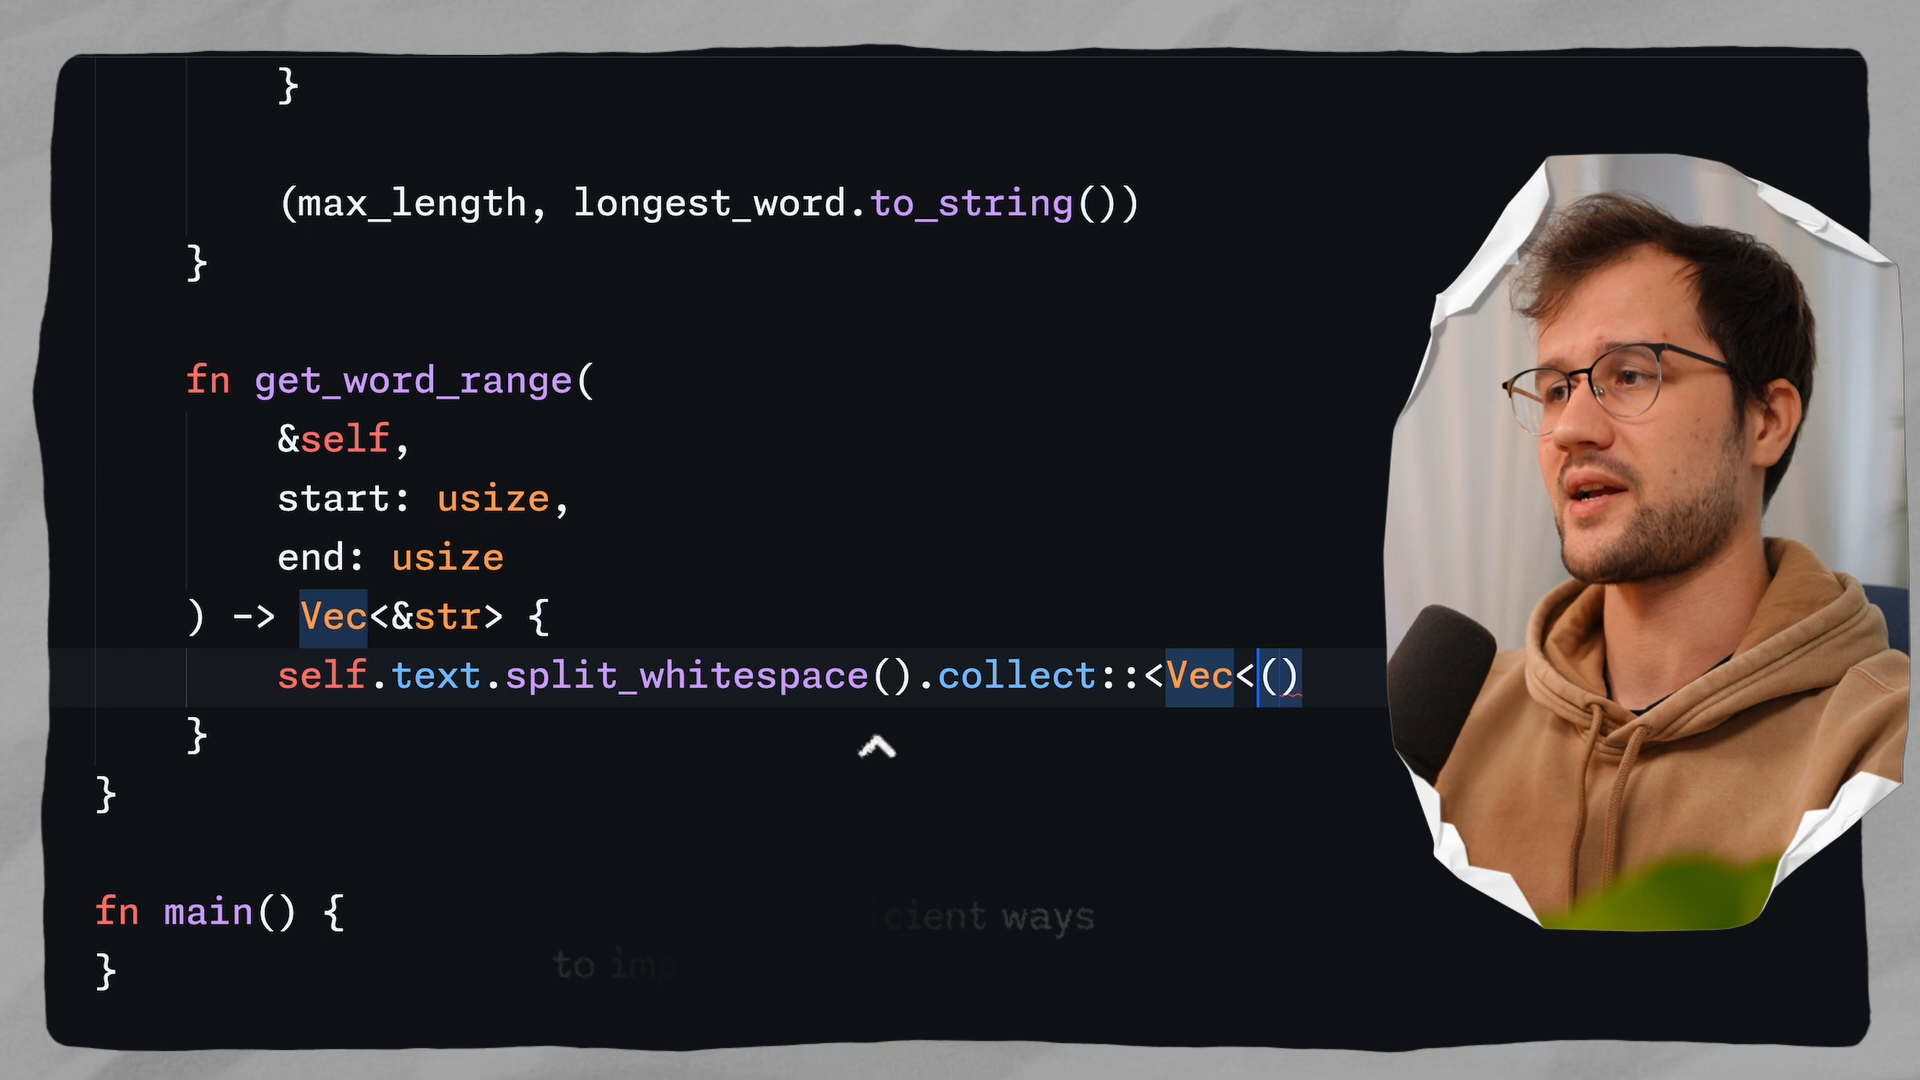 }
(max_length, longest_word.to_string())
}
fn get_word_range(
&self,
start: usize,
end: usize
) -> Vec<&str> {
self.text.split_whitespace().collect::<Vec<()
}
}
fn main() {
}
ways
to